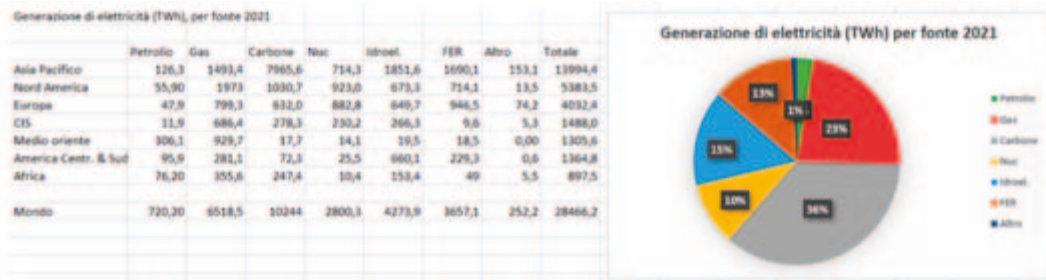 Generazione di elettricità (TWh), per fonte 2021
Petrolio Gas Carbone Nuc Idroel. FER Altro Totale
Asia Pacifico 126,3 1493,4 7965,6 714,3 1851,6 1690,1 153,1 13994,4
Nord America 55,90 1973 1030,7 923,0 673,3 714,1 13,5 5383,5
Europa 47,9 799,3 632,0 882,8 649,7 946,5 74,2 4032,4
CIS 11,9 686,4 278,3 230,2 266,3 9,6 5,3 1488,0
Medio oriente 306,1 929,7 17,7 14,1 19,5 18,5 0,00 1305,6
America Centr. & Sud 95,9 281,1 72,3 25,5 660,1 229,3 0,6 1364,8
Africa 76,20 355,6 247,4 10,4 153,4 49 5,5 897,5
Mondo 720,20 6518,5 10244 2800,3 4273,9 3657,1 252,2 28466,2
Generazione di elettricità (TWh) per fonte 2021
13%
1%
23%
15%
10%
36%
Petrolio
Gas
Carbone
Nuc
Idroel.
FER
Altro